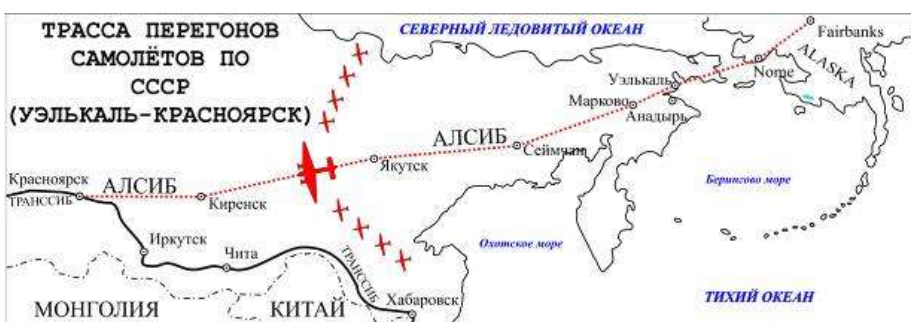 ТРАССА ПЕРЕГОНОВ
САМОЛЁТОВ ПО
СССР
(УЭЛЬКАЛЬ-КРАСНОЯРСК)
СЕВЕРНЫЙ ЛЕДОВИТЫЙ ОКЕАН
Fairbanks
ALASKA
Nome
Уэлькаль
Марково
Анадырь
АЛСИБ
Сеймчан
Якутск
Берингово море
Красноярск
АЛСИБ
ТРАНССИБ
Киренск
Охотское море
Иркутск
Чита
ТРАНССИБ
Хабаровск
МОНГОЛИЯ
КИТАЙ
ТИХИЙ ОКЕАН